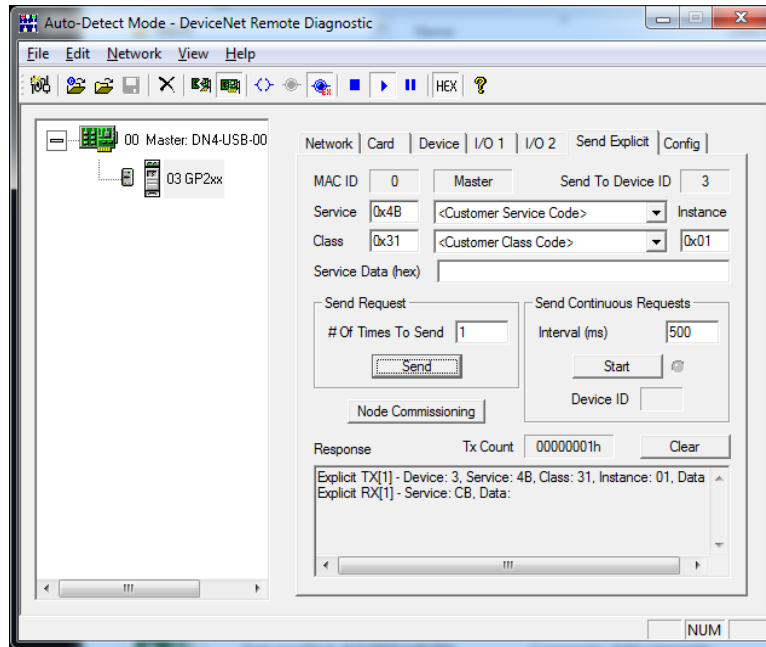 Auto-Detect Mode - DeviceNet Remote Diagnostic
File Edit Network View Help
HEX
00 Master: DN4-USB-00
03 GP2xx
Network Card Device I/O 1 I/O 2 Send Explicit Config
MAC ID 0 Master Send To Device ID 3
Service 0x4B <Customer Service Code> Instance
Class 0x31 <Customer Class Code> 0x01
Service Data (hex)
Send Request Send Continuous Requests
# Of Times To Send 1 Interval (ms) 500
Send Start
Node Commissioning Device ID
Response Tx Count 00000001h Clear
Explicit TX[1] - Device: 3, Service: 4B, Class: 31, Instance: 01, Data
Explicit RX[1] - Service: CB, Data:
NUM